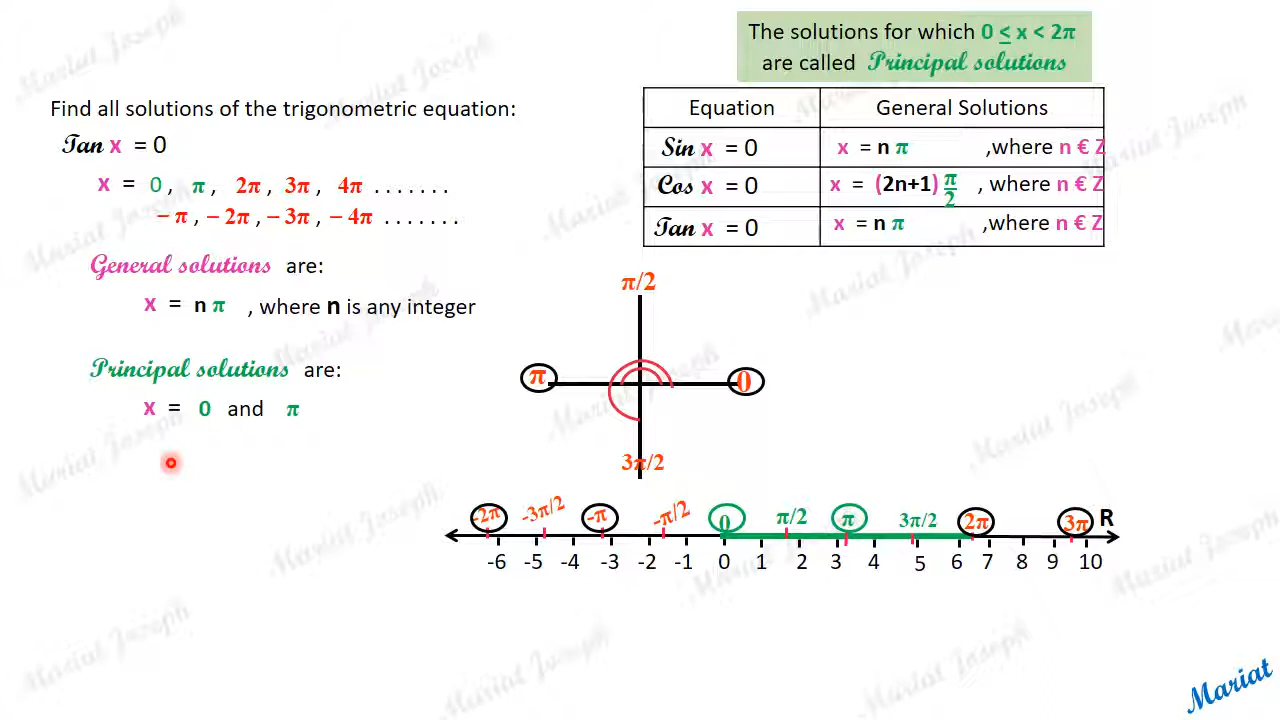 The solutions for which 0 ≤ x < 2π
are called Principal solutions
Find all solutions of the trigonometric equation:
Tan x = 0
x = 0 , π , 2π , 3π , 4π . . . . . . .
– π , – 2π , – 3π , – 4π . . . . . . .
General solutions are:
x = n π , where n is any integer
Principal solutions are:
x = 0 and π
Equation General Solutions
Sin x = 0 x = n π ,where n € Z
Cos x = 0 x = (2n+1) π/2 , where n € Z
Tan x = 0 x = n π ,where n € Z
π/2
π 0
3π/2
-2π -3π/2 -π -π/2 0 π/2 π 3π/2 2π 3π R
-6 -5 -4 -3 -2 -1 0 1 2 3 4 5 6 7 8 9 10
Mariat
Mariat Joseph